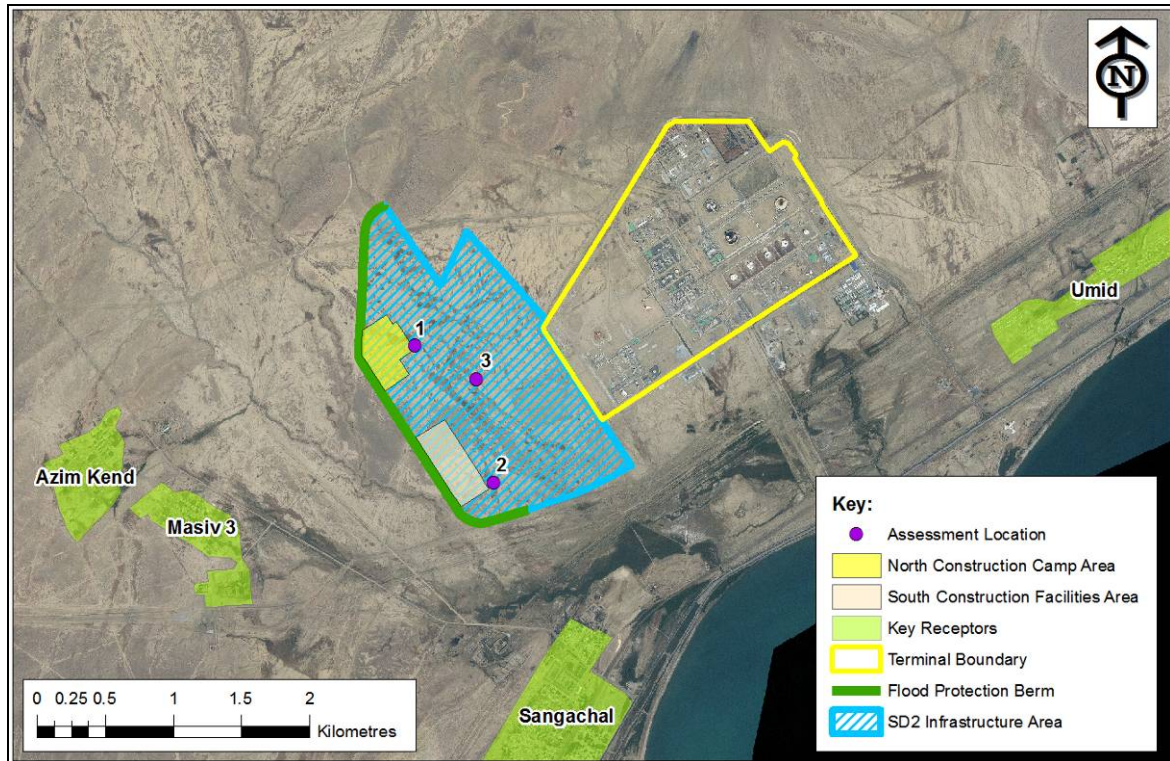 N
1
3
2
Umid
Azim Kend
Masiv 3
Sangachal
Key:
Assessment Location
North Construction Camp Area
South Construction Facilities Area
Key Receptors
Terminal Boundary
Flood Protection Berm
SD2 Infrastructure Area
0 0.25 0.5 1 1.5 2
Kilometres